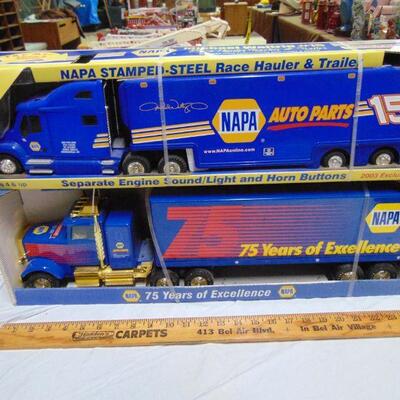 NAPA STAMPED-STEEL Race Hauler & Traile
NAPA
AUTO PARTS
15
www.NAPAonline.com
& up
Separate Engine Sound/Light and Horn Buttons
2003 Exclu
75
NAPA
75 Years of Excellence
NAPA
75 Years of Excellence
NAPA
CARPETS
413 Bel Air Blvd.
In Bel Air Village